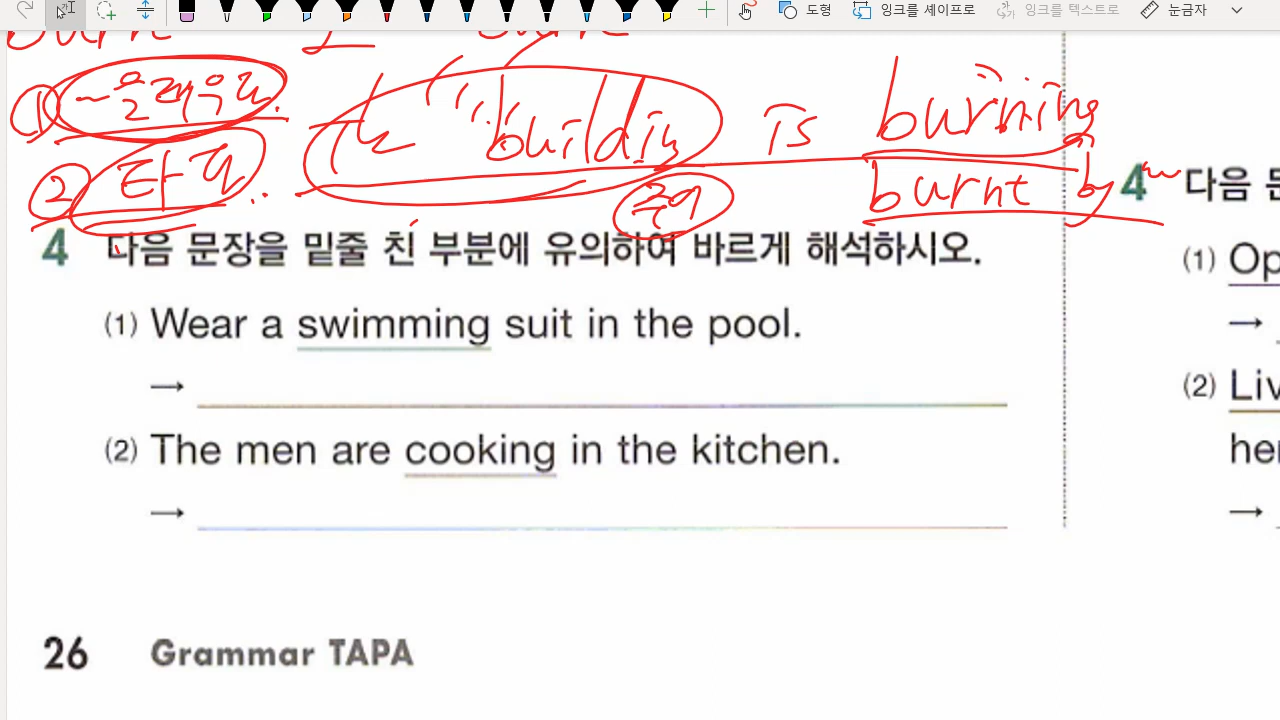 도형 잉크를 셰이프로 잉크를 텍스트로 눈금자
burnt
① ~을 태우다.
② 타다.
the building is burning
burnt by
주어
4 다음 문장을 밑줄 친 부분에 유의하여 바르게 해석하시오.
(1) Wear a swimming suit in the pool.
→
(2) The men are cooking in the kitchen.
→
26 Grammar TAPA
4 다음
(1) Op
→
(2) Liv
her
→